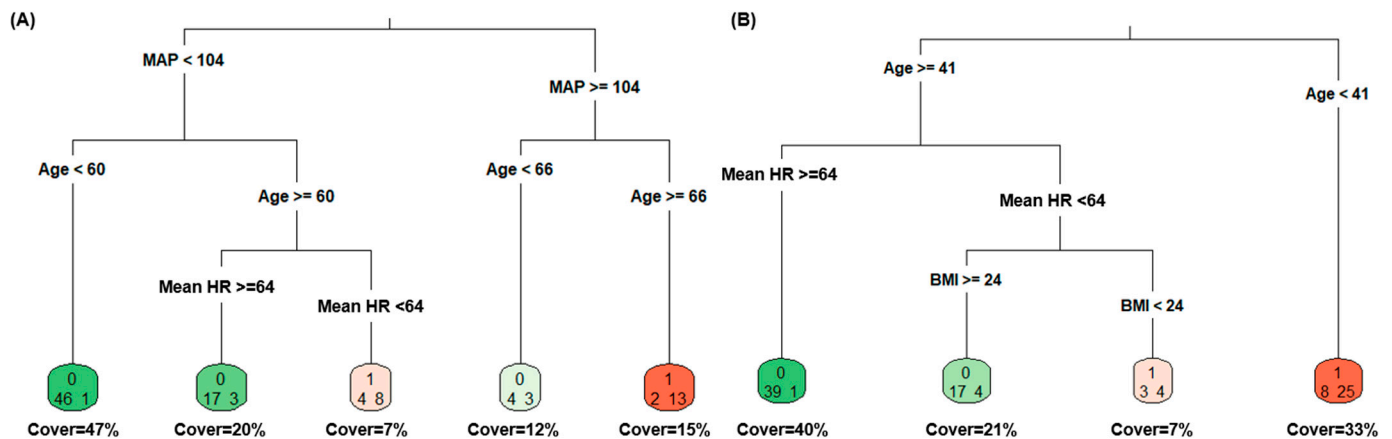 (A)
MAP < 104
MAP >= 104
Age < 60
Age >= 60
Age < 66
Age >= 66
Mean HR >=64
Mean HR <64
0
46 1
0
17 3
1
4 8
0
4 3
1
2 13
Cover=47%
Cover=20%
Cover=7%
Cover=12%
Cover=15%
(B)
Age >= 41
Age < 41
Mean HR >=64
Mean HR <64
BMI >= 24
BMI < 24
0
39 1
0
17 4
1
3 4
1
8 25
Cover=40%
Cover=21%
Cover=7%
Cover=33%